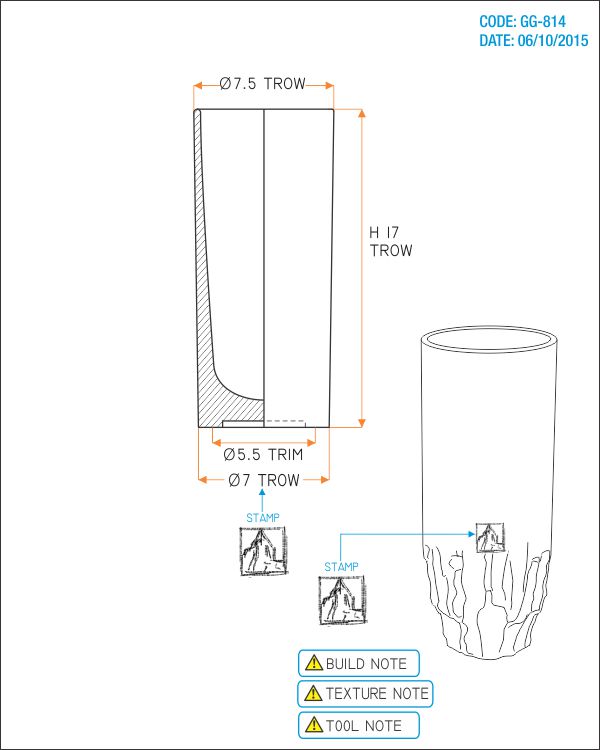 CODE: GG-814
DATE: 06/10/2015
Ø7.5 TROW
H 17
TROW
Ø5.5 TRIM
Ø7 TROW
STAMP
STAMP
BUILD NOTE
TEXTURE NOTE
TOOL NOTE